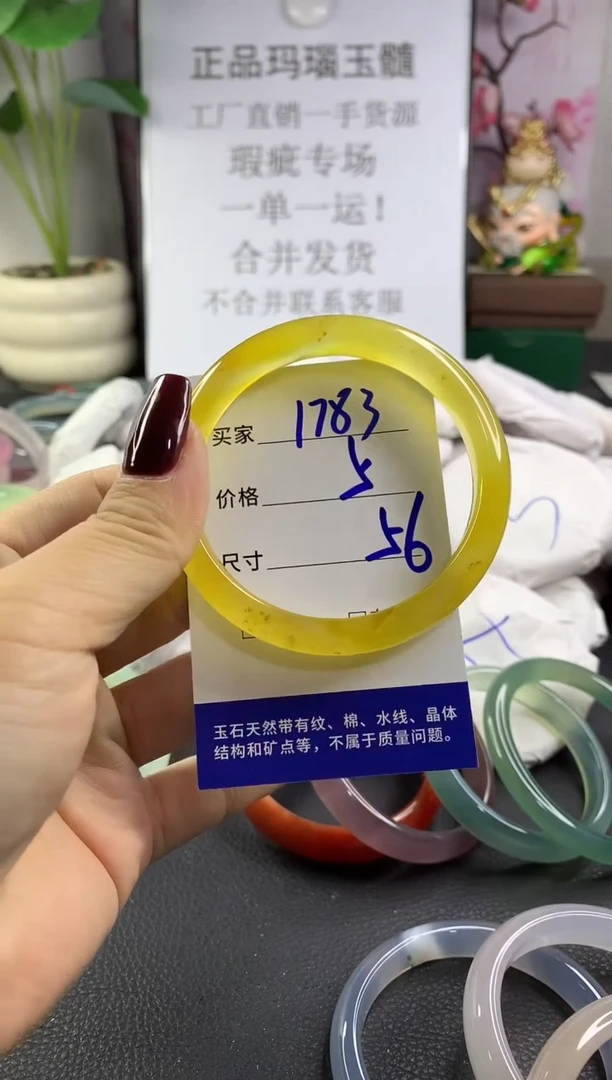 正品玛瑙玉髓
工厂直销一手货源
瑕疵专场
一单一运!
合并发货
不合并联系客服
买家 1783
价格 5
尺寸 56
玉石天然带有纹、棉、水线、晶体
结构和矿点等，不属于质量问题。